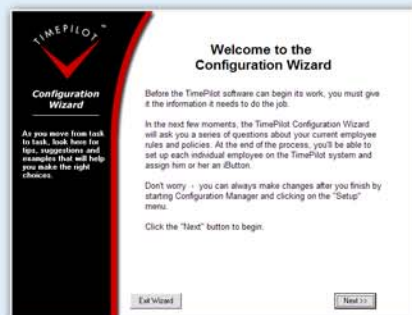 TIMEPILOT™
Configuration
Wizard
As you move from task
to task, look here for
tips, suggestions and
examples that will help
you make the right
choices.
Welcome to the
Configuration Wizard
Before the TimePilot software can begin its work, you must give
it the information it needs to do the job.
In the next few moments, the TimePilot Configuration Wizard
will ask you a series of questions about your current employee
rules and policies. At the end of the process, you'll be able to
set up each individual employee on the TimePilot system and
assign him or her an iButton.
Don't worry - you can always make changes after you finish by
starting Configuration Manager and clicking on the "Setup"
menu.
Click the "Next" button to begin.
Exit Wizard
Next >>